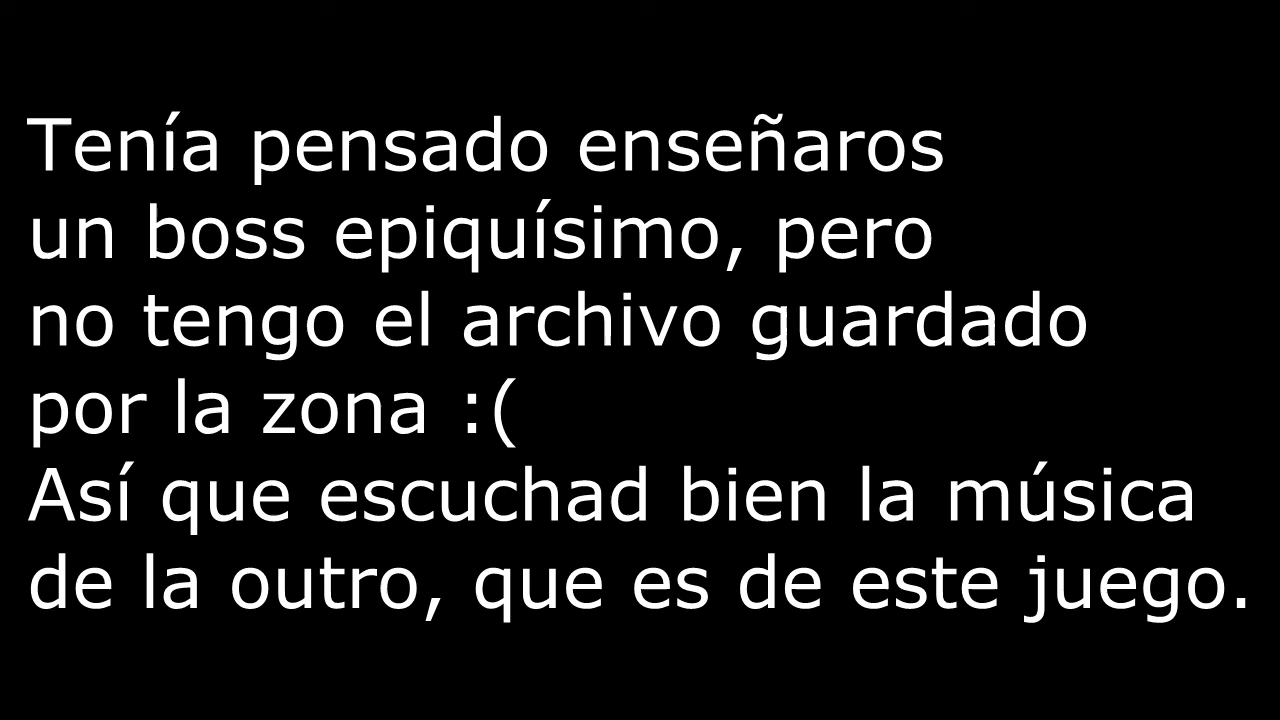 Tenía pensado enseñaros
un boss epiquísimo, pero
no tengo el archivo guardado
por la zona :(
Así que escuchad bien la música
de la outro, que es de este juego.